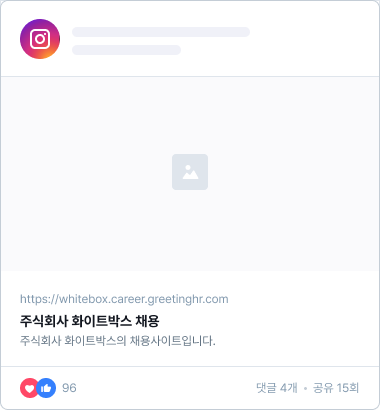 https://whitebox.career.greetinghr.com
주식회사 화이트박스 채용
주식회사 화이트박스의 채용사이트입니다.
96
댓글 4개 • 공유 15회